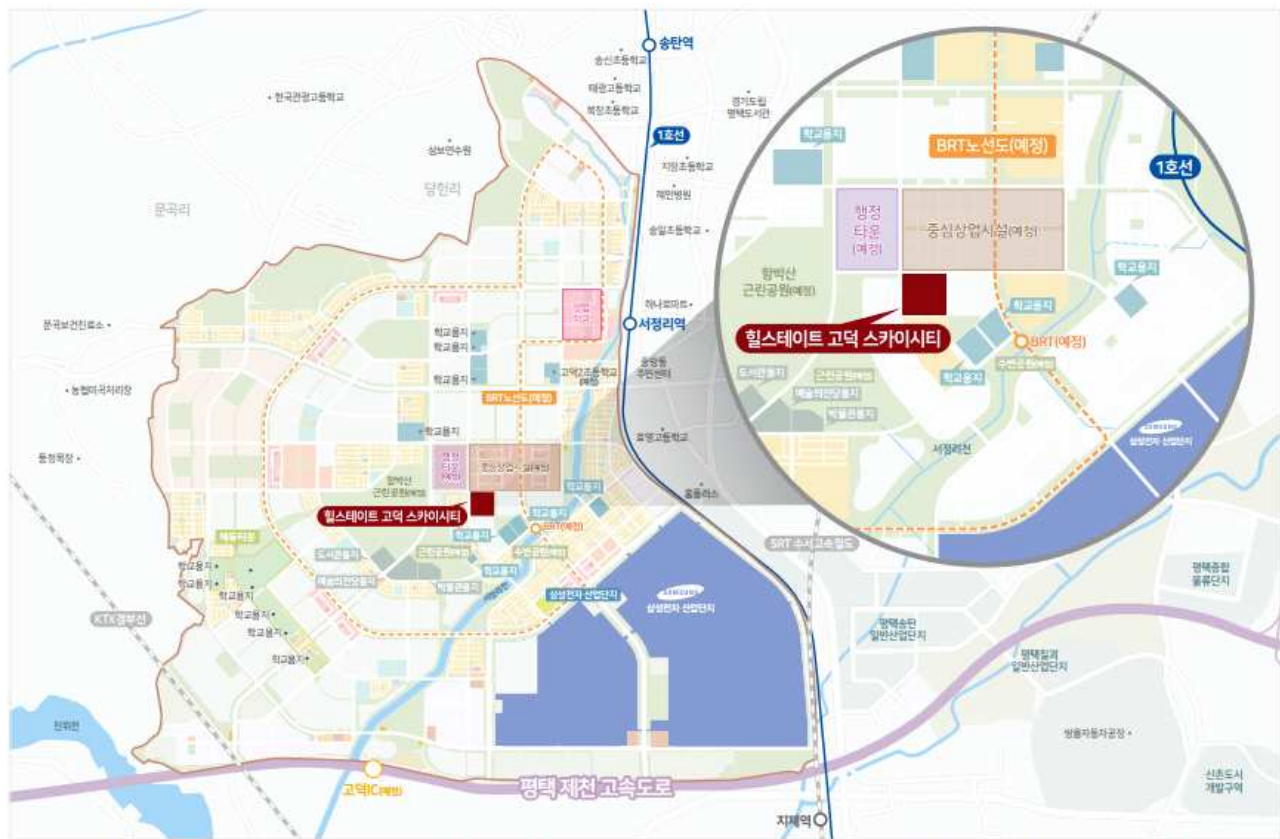 송탄역
송신초등학교
태광고등학교
복창초등학교
한국관광고등학교
경기도립
평택도서관
1호선
삼보연수원
지장초등학교
당현리
문곡리
송일초등학교
하나로마트
서정리역
문곡보건진료소
학교용지
학교용지
학교용지
고덕2초등학교
(예정)
송탄동
주민센터
농협미곡처리장
BRT노선도(예정)
학교용지
효명고등학교
통정목장
행정
타운
(예정)
중심상업시설(예정)
함박산
근린공원(예정)
홈플러스
힐스테이트 고덕 스카이시티
학교용지
학교용지
BRT(예정)
SRT 수서고속철도
에듀타운
도서관용지
근린공원(예정)
수변공원(예정)
예술의전당용지
박물관용지
학교용지
학교용지
학교용지
학교용지
학교용지
학교용지
학교용지
서정리천
삼성전자 산업단지
SAMSUNG
삼성전자 산업단지
KTX경부선
평택종합
물류단지
평택송탄
일반산업단지
평택칠괴
일반산업단지
진위천
쌍용자동차공장
고덕IC(예정)
평택 제천 고속도로
신촌도시
개발구역
지제역
학교용지
BRT노선도(예정)
1호선
행정
타운
(예정)
중심상업시설(예정)
함박산
근린공원(예정)
학교용지
학교용지
힐스테이트 고덕 스카이시티
BRT(예정)
수변공원(예정)
도서관용지
근린공원(예정)
학교용지
예술의전당용지
박물관용지
서정리천
SAMSUNG
삼성전자 산업단지